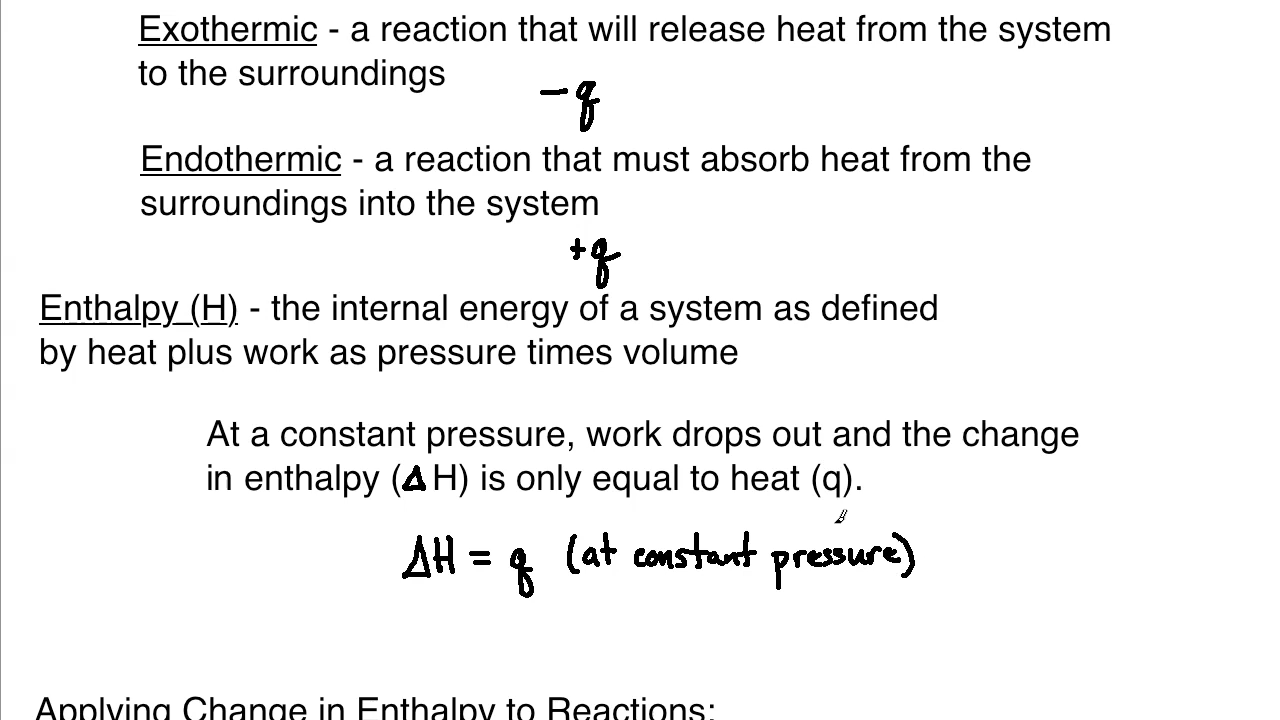 Exothermic - a reaction that will release heat from the system
to the surroundings
-q
Endothermic - a reaction that must absorb heat from the
surroundings into the system
+q
Enthalpy (H) - the internal energy of a system as defined
by heat plus work as pressure times volume
At a constant pressure, work drops out and the change
in enthalpy (Δ H) is only equal to heat (q).
ΔH = q (at constant pressure)
Applying Change in Enthalpy to Reactions: